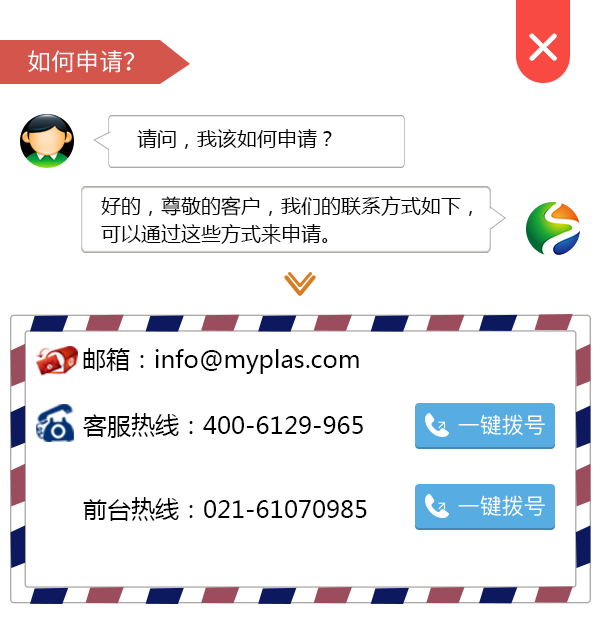 如何申请?
请问，我该如何申请？
好的，尊敬的客户，我们的联系方式如下，
可以通过这些方式来申请。
邮箱：info@myplas.com
客服热线：400-6129-965
一键拨号
前台热线：021-61070985
一键拨号